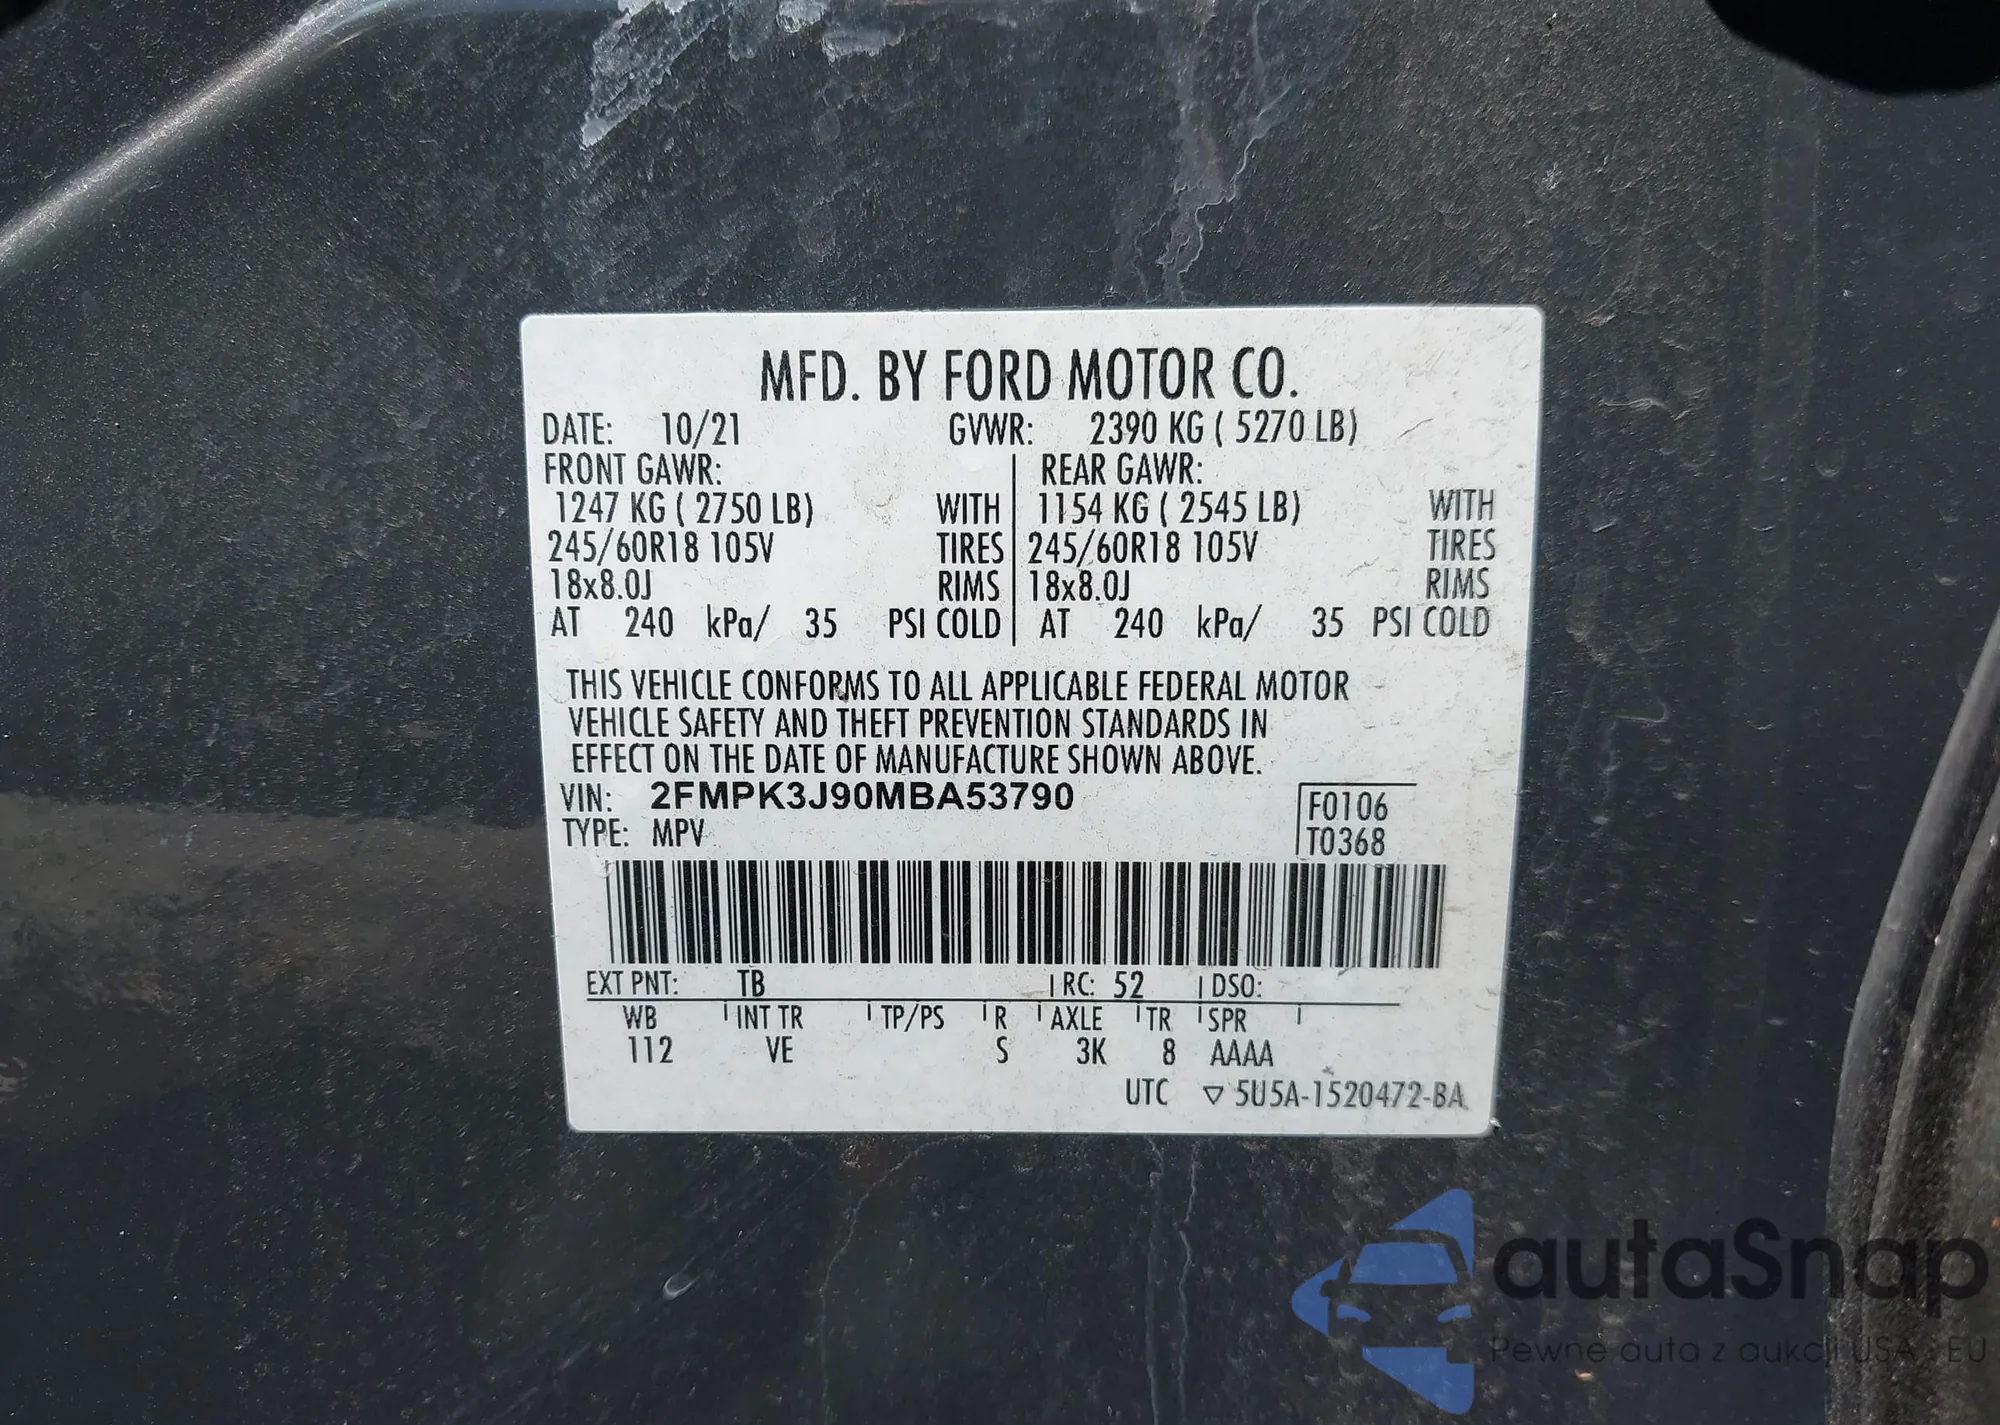 MFD. BY FORD MOTOR CO.
DATE: 10/21 GVWR: 2390 KG ( 5270 LB)
FRONT GAWR: REAR GAWR:
1247 KG ( 2750 LB) WITH 1154 KG ( 2545 LB) WITH
245/60R18 105V TIRES 245/60R18 105V TIRES
18x8.0J RIMS 18x8.0J RIMS
AT 240 kPa/ 35 PSI COLD AT 240 kPa/ 35 PSI COLD
THIS VEHICLE CONFORMS TO ALL APPLICABLE FEDERAL MOTOR
VEHICLE SAFETY AND THEFT PREVENTION STANDARDS IN
EFFECT ON THE DATE OF MANUFACTURE SHOWN ABOVE.
VIN: 2FMPK3J90MBA53790 F0106
TYPE: MPV T0368
EXT PNT: TB RC: 52 DSO:
WB INT TR TP/PS R AXLE TR SPR
112 VE S 3K 8 AAAA
UTC ▽ 5U5A-1520472-BA
autaSnap
Pewne auta z aukcji USA EU